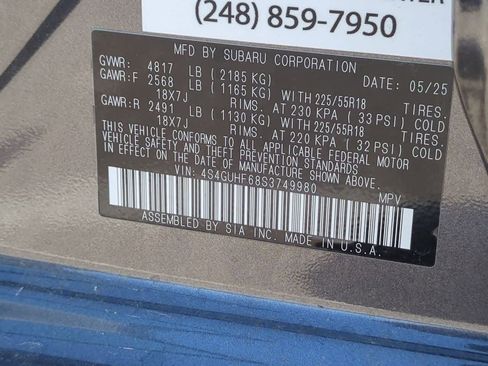 (248) 859-7950
MFD BY SUBARU CORPORATION DATE: 05/25
GVWR: 4817 LB (2185 KG)
GAWR:F 2568 LB (1165 KG) WITH 225/55R18 TIRES.
18X7J RIMS. AT 230 KPA (33 PSI) COLD
GAWR:R 2491 LB (1130 KG) WITH 225/55R18 TIRES.
18X7J RIMS. AT 220 KPA (32 PSI) COLD
THIS VEHICLE CONFORMS TO ALL APPLICABLE FEDERAL MOTOR
VEHICLE SAFETY AND BUMPER STANDARDS
IN EFFECT ON THE DATE OF
MANUFACTURE SHOWN ABOVE.
VIN: 4S4GUHF68S3749980 MPV
ASSEMBLED BY SIA INC. MADE IN U.S.A.